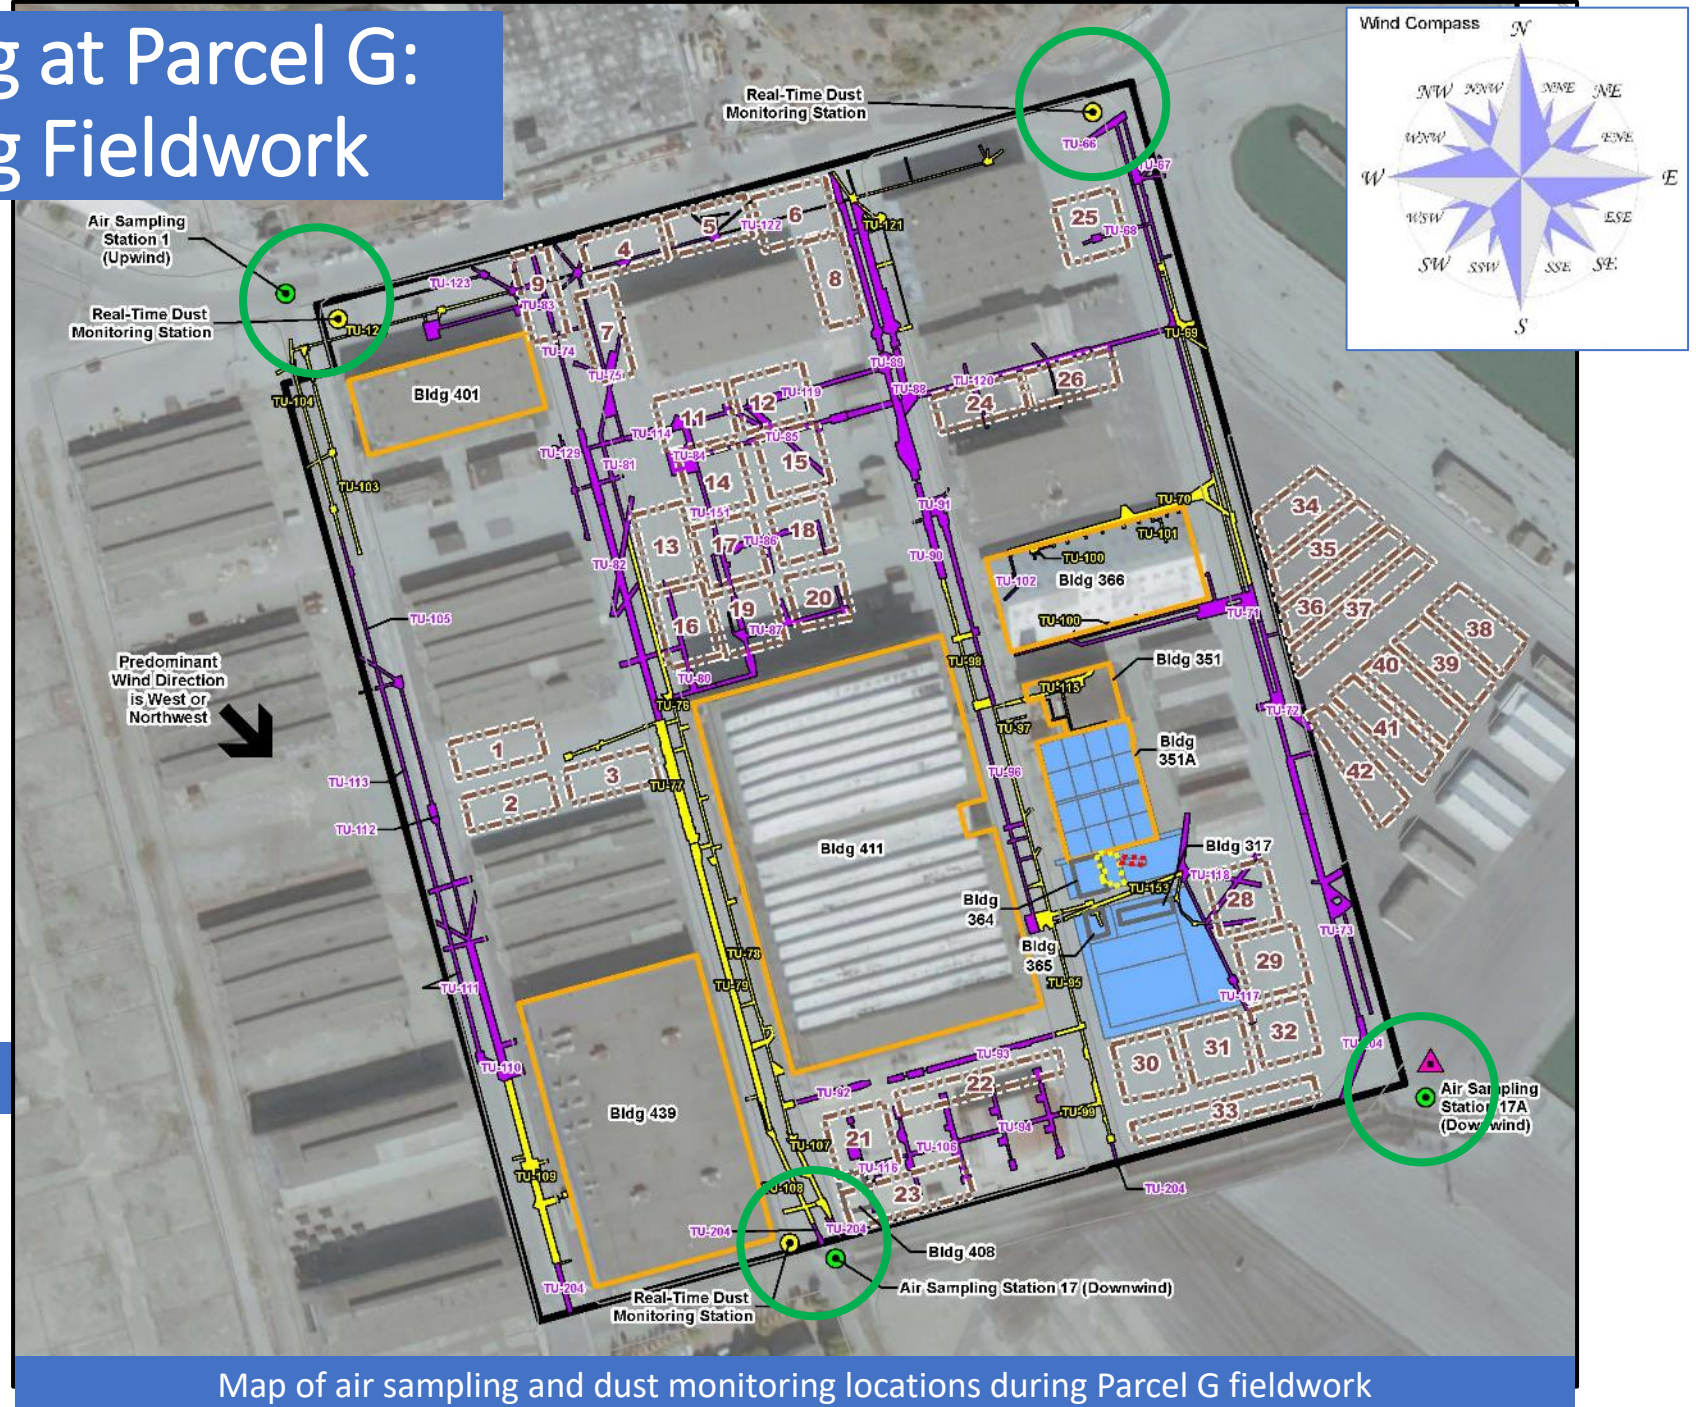 g at Parcel G:
g Fieldwork
Wind Compass
N
NNW
NNE
NW
NE
WNW
ENE
W
E
WSW
ESE
SW
SSW
SSE
SE
S
Real-Time Dust
Monitoring Station
Air Sampling
Station 1
(Upwind)
Real-Time Dust
Monitoring Station
TU-66
TU-67
25
TU-68
6
5
TU-122
TU-121
4
8
TU-123
9
TU-83
7
TU-12
TU-74
TU-75
TU-69
TU-89
TU-88
TU-120
26
24
Bldg 401
TU-104
12
TU-119
11
TU-114
TU-85
TU-129
TU-81
TU-84
15
14
TU-103
TU-151
TU-91
TU-70
34
TU-101
35
18
13
17
TU-86
TU-90
TU-100
TU-82
TU-102
Bldg 366
20
19
36
37
TU-71
TU-105
16
TU-87
TU-100
38
Predominant
Wind Direction
is West or
Northwest
TU-98
Bldg 351
40
39
TU-80
TU-115
TU-76
TU-72
TU-97
41
1
Bldg
351A
3
TU-77
TU-96
42
TU-113
2
TU-112
Bldg 411
Bldg 317
TU-118
TU-153
28
Bldg
364
TU-73
Bldg
365
TU-78
29
TU-79
TU-95
TU-111
TU-117
32
31
TU-204
TU-93
30
TU-110
22
TU-92
Air Sampling
Station 17A
(Downwind)
Bldg 439
TU-99
33
TU-94
21
TU-107
TU-106
TU-116
TU-109
TU-108
23
TU-204
TU-204
TU-204
Bldg 408
TU-204
Real-Time Dust
Monitoring Station
Air Sampling Station 17 (Downwind)
Map of air sampling and dust monitoring locations during Parcel G fieldwork